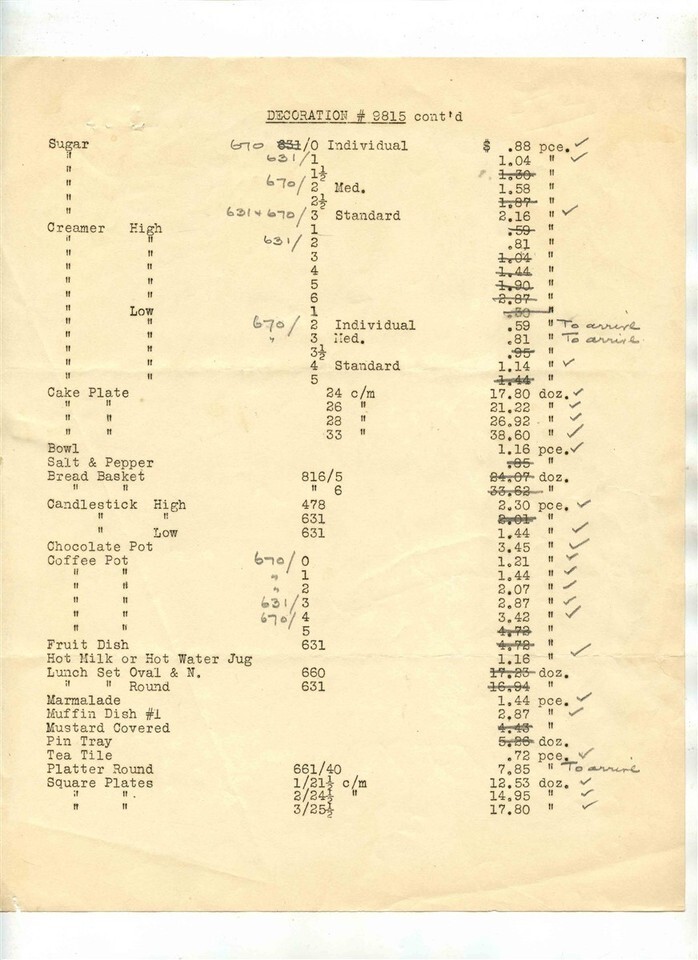 DECORATION # 9815 cont'd
Sugar 670 631/0 Individual $ .88 pce. ✓
" 631/1 1.04 " ✓
" 1½ 1.30 "
" 670/2 Med. 1.58 "
" 2½ 1.87 "
" 631 & 670/3 Standard 2.16 " ✓
Creamer High 1 .59 "
" " 631/2 .81 "
" " 3 1.04 "
" " 4 1.44 "
" " 5 1.90 "
" " 6 2.87 "
" Low 1 .30 "
" " 670/2 Individual .59 " To arrive
" " " 3 Med. .81 " To arrive
" " 3½ .95 "
" " 4 Standard 1.14 " ✓
" " 5 1.44 "
Cake Plate 24 c/m 17.80 doz. ✓
" " 26 " 21.22 " ✓
" " 28 " 26.92 " ✓
" " 33 " 38.60 " ✓
Bowl 1.16 pce. ✓
Salt & Pepper .85 "
Bread Basket 816/5 24.07 doz.
" " " 6 33.62 "
Candlestick High 478 2.30 pce. ✓
" " 631 2.01 "
" Low 631 1.44 " ✓
Chocolate Pot 3.45 " ✓
Coffee Pot 670/0 1.21 " ✓
" " " 1 1.44 " ✓
" " " 2 2.07 " ✓
" " 631/3 2.87 " ✓
" " 670/4 3.42 " ✓
" " 5 4.72 "
Fruit Dish 631 4.72 "
Hot Milk or Hot Water Jug 1.16 " ✓
Lunch Set Oval & N. 660 17.23 doz.
" " Round 631 16.94 "
Marmalade 1.44 pce. ✓
Muffin Dish #1 2.87 " ✓
Mustard Covered 4.43 "
Pin Tray 5.26 doz.
Tea Tile .72 pce. ✓
Platter Round 661/40 7.85 " To arrive
Square Plates 1/21½ c/m 12.53 doz. ✓
" " 2/24½ " 14.95 " ✓
" " 3/25½ 17.80 " ✓